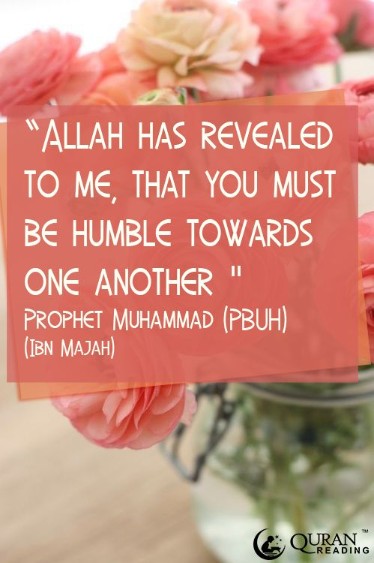 “Allah has revealed
to me, that you must
be humble towards
one another "
Prophet Muhammad (PBUH)
(Ibn Majah)
Quran™
Reading